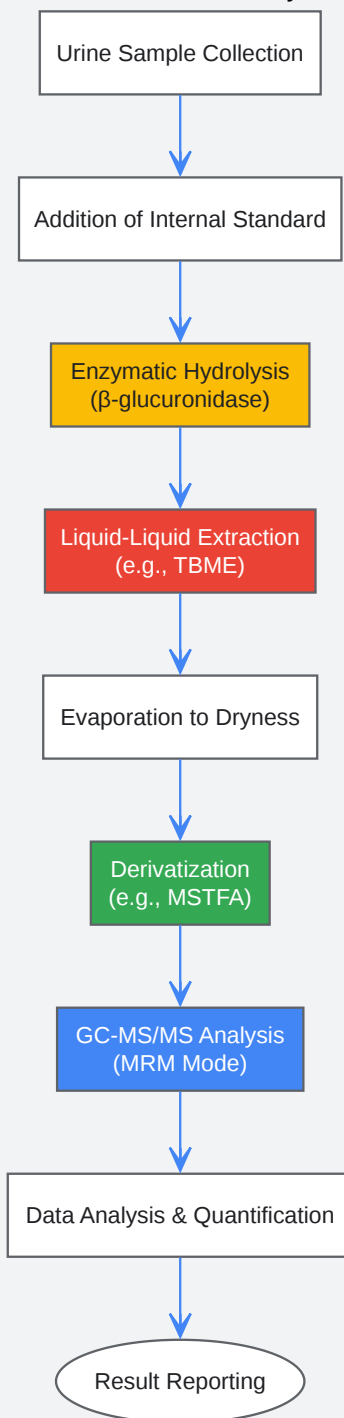 Urine Sample Collection
Addition of Internal Standard
Enzymatic Hydrolysis
(β-glucuronidase)
Liquid-Liquid Extraction
(e.g., TBME)
Evaporation to Dryness
Derivatization
(e.g., MSTFA)
GC-MS/MS Analysis
(MRM Mode)
Data Analysis & Quantification
Result Reporting